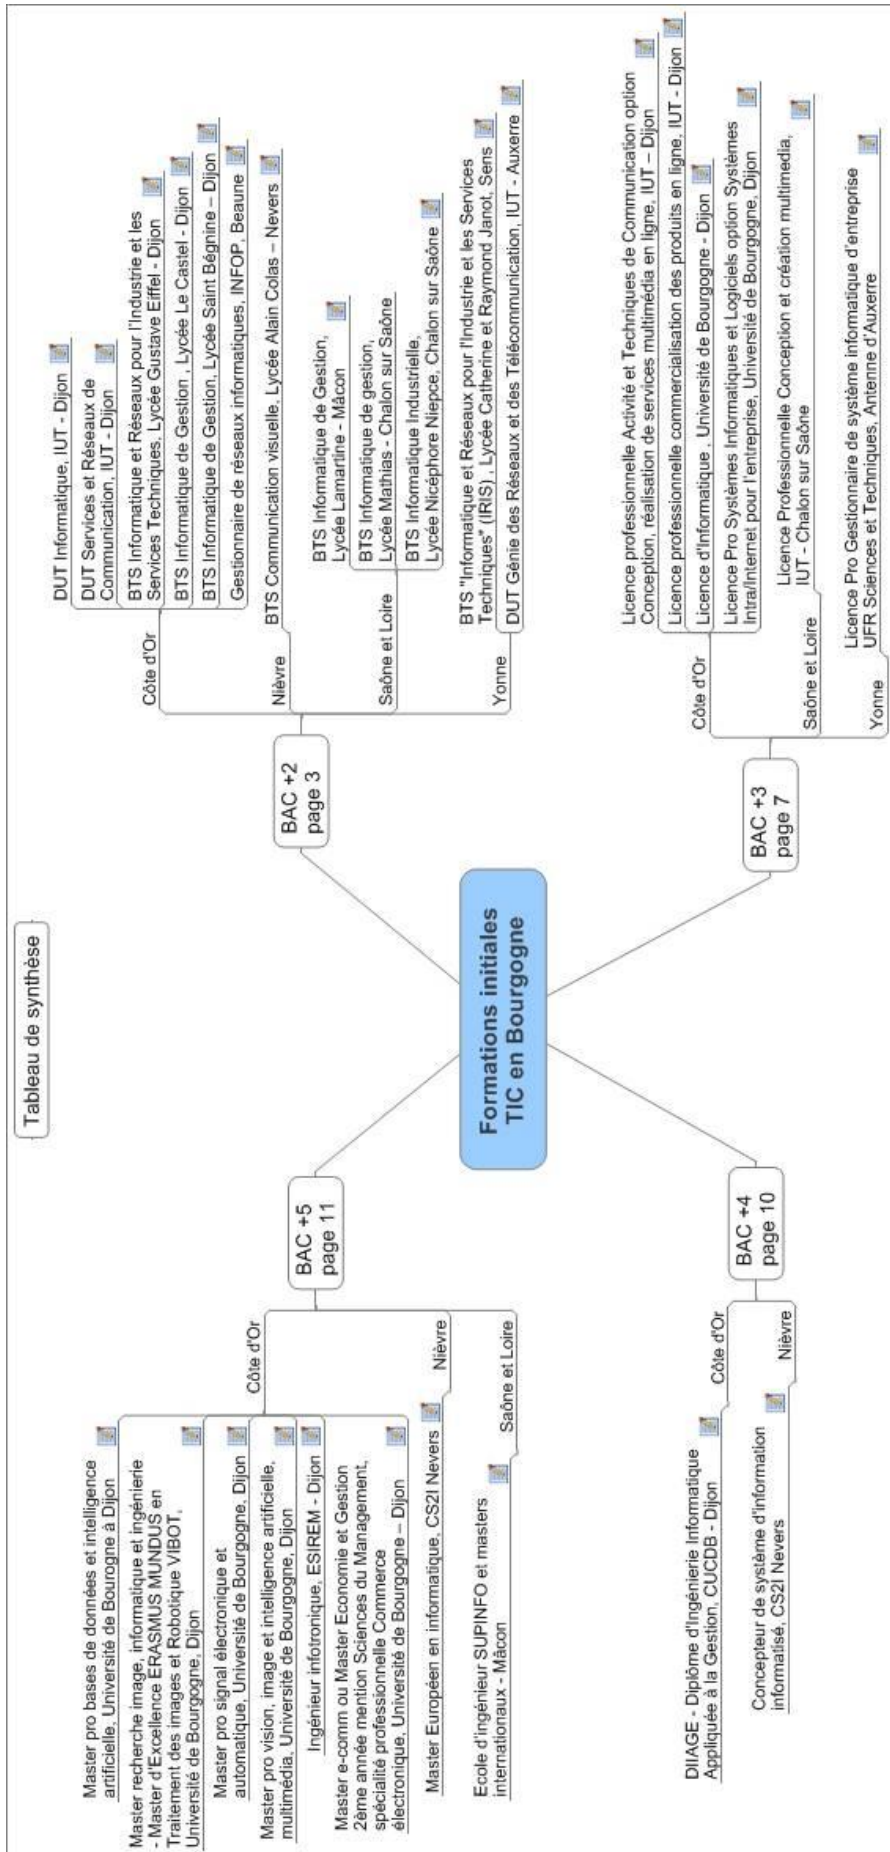 Tableau de synthèse
Formations initiales
TIC en Bourgogne
BAC +2
page 3
Côte d'Or
DUT Informatique, IUT - Dijon
DUT Services et Réseaux de
Communication, IUT - Dijon
BTS Informatique et Réseaux pour l'Industrie et les
Services Techniques, Lycée Gustave Eiffel - Dijon
BTS Informatique de Gestion , Lycée Le Castel - Dijon
BTS Informatique de Gestion, Lycée Saint Bégnine – Dijon
Gestionnaire de réseaux informatiques, INFOP, Beaune
Nièvre
BTS Communication visuelle, Lycée Alain Colas – Nevers
Saône et Loire
BTS Informatique de Gestion,
Lycée Lamartine - Mâcon
BTS Informatique de gestion,
Lycée Mathias - Chalon sur Saône
BTS Informatique Industrielle,
Lycée Nicéphore Niepce, Chalon sur Saône
Yonne
BTS "Informatique et Réseaux pour l'Industrie et les Services
Techniques" (IRIS) , Lycée Catherine et Raymond Janot, Sens
DUT Génie des Réseaux et des Télécommunication, IUT - Auxerre
BAC +3
page 7
Côte d'Or
Licence professionnelle Activité et Techniques de Communication option
Conception, réalisation de services multimédia en ligne, IUT – Dijon
Licence professionnelle commercialisation des produits en ligne, IUT - Dijon
Licence d'Informatique , Université de Bourgogne - Dijon
Licence Pro Systèmes Informatiques et Logiciels option Systèmes
Intra/Internet pour l'entreprise, Université de Bourgogne, Dijon
Saône et Loire
Licence Professionnelle Conception et création multimedia,
IUT - Chalon sur Saône
Yonne
Licence Pro Gestionnaire de système informatique d'entreprise
UFR Sciences et Techniques, Antenne d'Auxerre
BAC +4
page 10
Côte d'Or
DIIAGE - Diplôme d'Ingénierie Informatique
Appliquée à la Gestion, CUCDB - Dijon
Nièvre
Concepteur de système d'information
informatisé, CS2I Nevers
BAC +5
page 11
Côte d'Or
Master pro bases de données et intelligence
artificielle, Université de Bourogne à Dijon
Master recherche image, informatique et ingénierie
- Master d'Excellence ERASMUS MUNDUS en
Traitement des images et Robotique VIBOT,
Université de Bourgogne, Dijon
Master pro signal électronique et
automatique, Université de Bourgogne, Dijon
Master pro vision, image et intelligence artificielle,
multimédia, Université de Bourgogne, Dijon
Ingénieur infotronique, ESIREM - Dijon
Master e-comm ou Master Economie et Gestion
2ème année mention Sciences du Management,
spécialité professionnelle Commerce
électronique, Université de Bourgogne – Dijon
Nièvre
Master Européen en informatique, CS2I Nevers
Saône et Loire
Ecole d'ingénieur SUPINFO et masters
internationaux - Mâcon